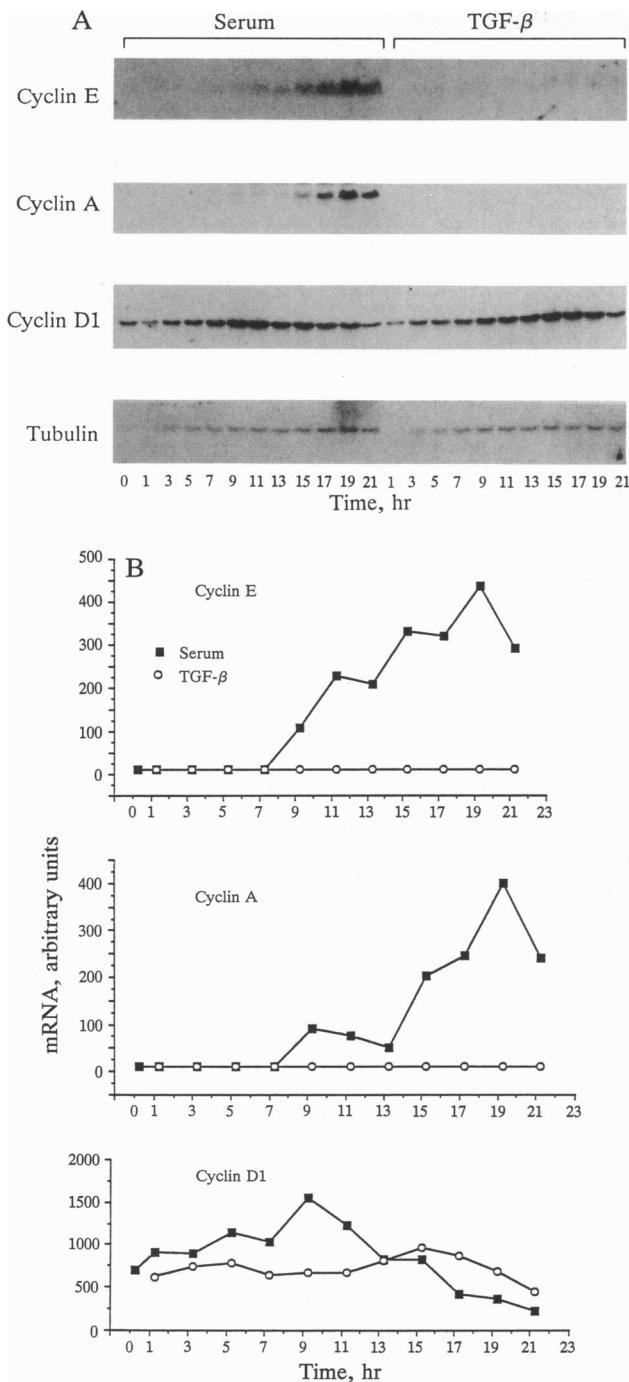 A
Serum TGF-β
Cyclin E
Cyclin A
Cyclin D1
Tubulin
0 1 3 5 7 9 11 13 15 17 19 21 1 3 5 7 9 11 13 15 17 19 21
Time, hr
B
Cyclin E
Serum
TGF-β
500
400
300
200
100
0
0 1 3 5 7 9 11 13 15 17 19 21 23
mRNA, arbitrary units
Cyclin A
400
300
200
100
0
0 1 3 5 7 9 11 13 15 17 19 21 23
Cyclin D1
2000
1500
1000
500
0
0 1 3 5 7 9 11 13 15 17 19 21 23
Time, hr